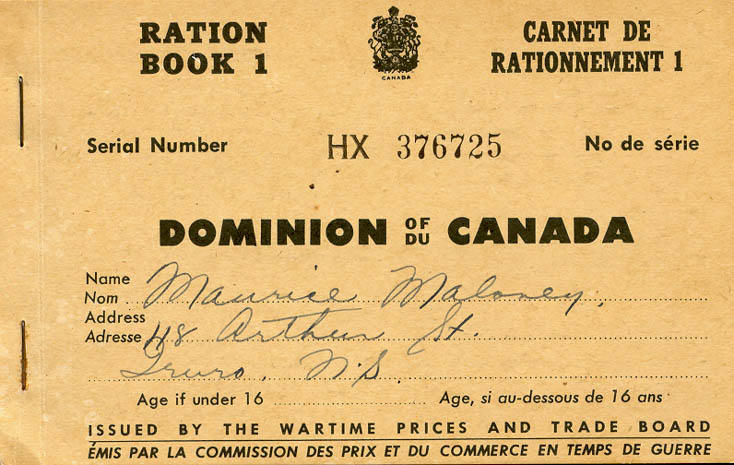 RATION BOOK 1
CANADA
CARNET DE RATIONNEMENT 1
Serial Number HX 376725 No de série
DOMINION OF DU CANADA
Name
Nom Maurice Maloney,
Address
Adresse 118 Arthur St.
Truro, N.S.
Age if under 16 Age, si au-dessous de 16 ans
ISSUED BY THE WARTIME PRICES AND TRADE BOARD
ÉMIS PAR LA COMMISSION DES PRIX ET DU COMMERCE EN TEMPS DE GUERRE